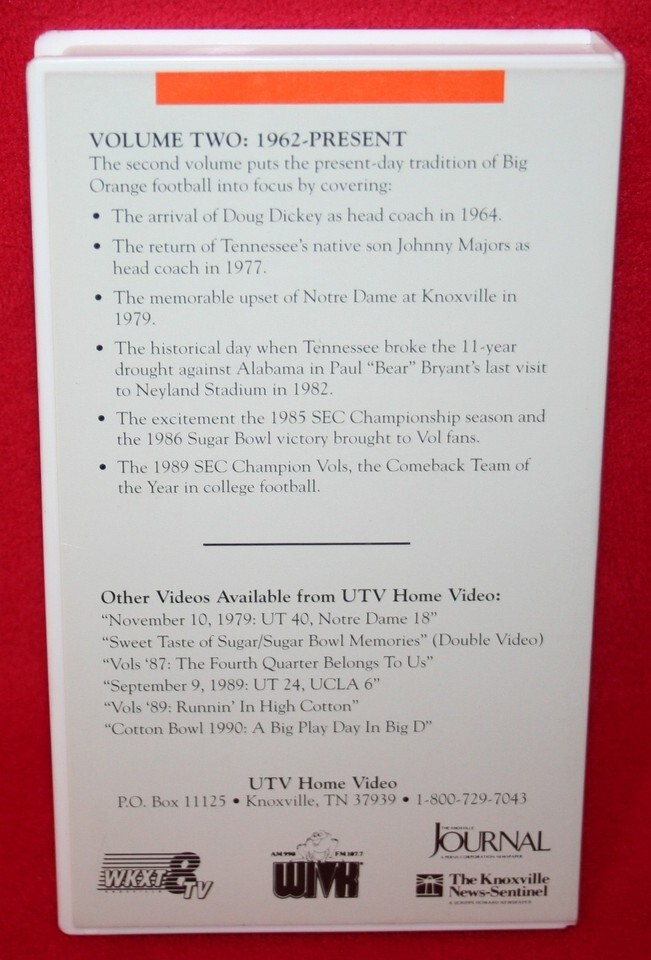 VOLUME TWO: 1962-PRESENT
The second volume puts the present-day tradition of Big
Orange football into focus by covering:
• The arrival of Doug Dickey as head coach in 1964.
• The return of Tennessee's native son Johnny Majors as
head coach in 1977.
• The memorable upset of Notre Dame at Knoxville in
1979.
• The historical day when Tennessee broke the 11-year
drought against Alabama in Paul "Bear" Bryant's last visit
to Neyland Stadium in 1982.
• The excitement the 1985 SEC Championship season and
the 1986 Sugar Bowl victory brought to Vol fans.
• The 1989 SEC Champion Vols, the Comeback Team of
the Year in college football.
Other Videos Available from UTV Home Video:
"November 10, 1979: UT 40, Notre Dame 18"
"Sweet Taste of Sugar/Sugar Bowl Memories" (Double Video)
"Vols '87: The Fourth Quarter Belongs To Us"
"September 9, 1989: UT 24, UCLA 6"
"Vols '89: Runnin' In High Cotton"
"Cotton Bowl 1990: A Big Play Day In Big D"
UTV Home Video
P.O. Box 11125 • Knoxville, TN 37939 • 1-800-729-7043
WKXT 8 TV
KNOXVILLE
AM 990 FM 107.7
WIVK
THE KNOXVILLE
JOURNAL
The Knoxville
News-Sentinel